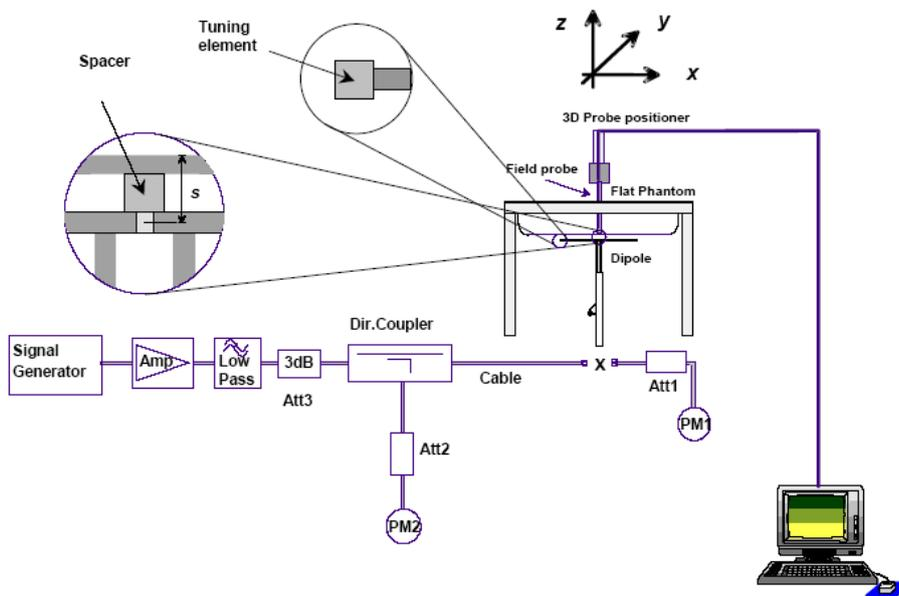 Tuning
element
Spacer
z
y
x
3D Probe positioner
Field probe
Flat Phantom
s
Dipole
Dir.Coupler
Signal
Generator
Amp
Low
Pass
3dB
Att3
Cable
X
Att1
PM1
Att2
PM2